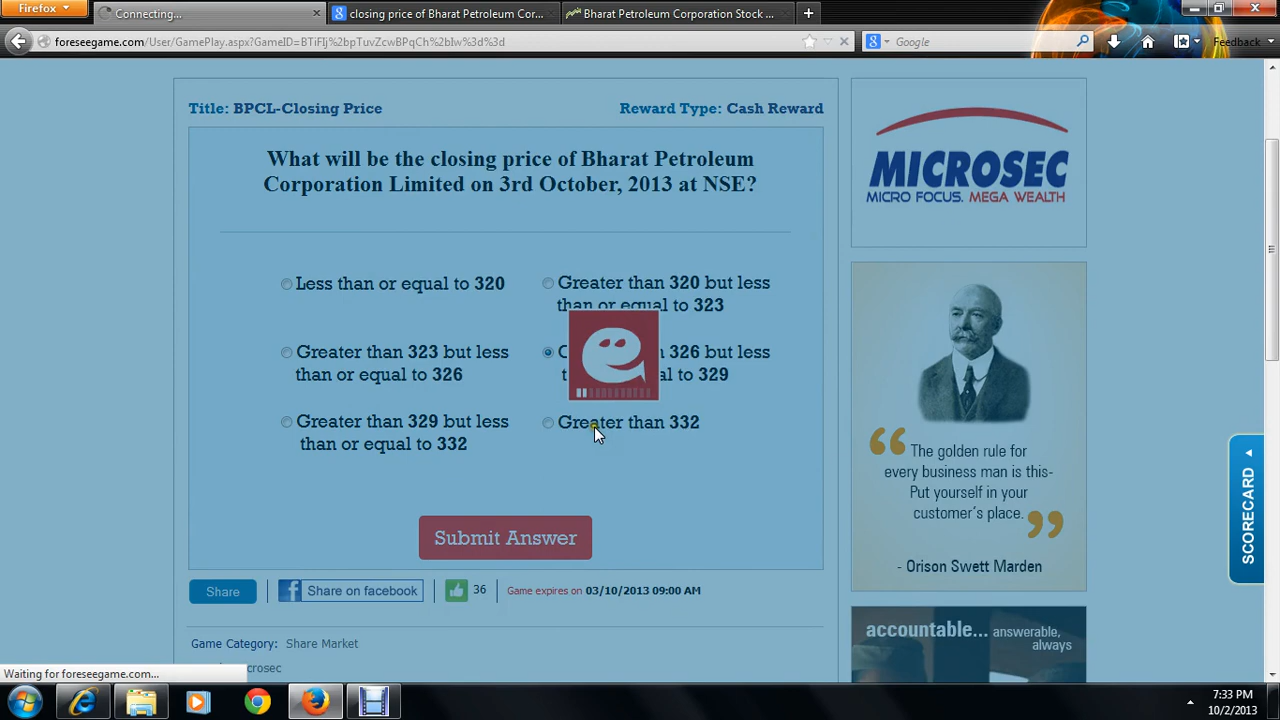 Firefox
Connecting...
closing price of Bharat Petroleum Cor...
Bharat Petroleum Corporation Stock ...
foreseegame.com/User/GamePlay.aspx?GameID=BTiFIj%2bpTuvZcwBPqCh%2blw%3d%3d
Google
Feedback
Title: BPCL-Closing Price
Reward Type: Cash Reward
What will be the closing price of Bharat Petroleum
Corporation Limited on 3rd October, 2013 at NSE?
Less than or equal to 320
Greater than 320 but less
than or equal to 323
Greater than 323 but less
than or equal to 326
326 but less
to 329
Greater than 329 but less
than or equal to 332
Greater than 332
Submit Answer
Share
Share on facebook
36
Game expires on 03/10/2013 09:00 AM
Game Category: Share Market
MICROSEC
MICRO FOCUS. MEGA WEALTH
The golden rule for
every business man is this-
Put yourself in your
customer's place.
- Orison Swett Marden
accountable... answerable,
always
SCORECARD
Waiting for foreseegame.com...
7:33 PM
10/2/2013